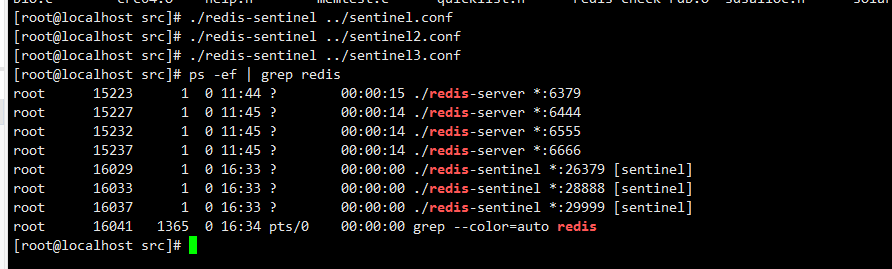 [root@localhost src]# ./redis-sentinel ../sentinel.conf
[root@localhost src]# ./redis-sentinel ../sentinel2.conf
[root@localhost src]# ./redis-sentinel ../sentinel3.conf
[root@localhost src]# ps -ef | grep redis
root      15223      1  0 11:44 ?        00:00:15 ./redis-server *:6379
root      15227      1  0 11:45 ?        00:00:14 ./redis-server *:6444
root      15232      1  0 11:45 ?        00:00:14 ./redis-server *:6555
root      15237      1  0 11:45 ?        00:00:14 ./redis-server *:6666
root      16029      1  0 16:33 ?        00:00:00 ./redis-sentinel *:26379 [sentinel]
root      16033      1  0 16:33 ?        00:00:00 ./redis-sentinel *:28888 [sentinel]
root      16037      1  0 16:33 ?        00:00:00 ./redis-sentinel *:29999 [sentinel]
root      16041   1365  0 16:34 pts/0    00:00:00 grep --color=auto redis
[root@localhost src]#